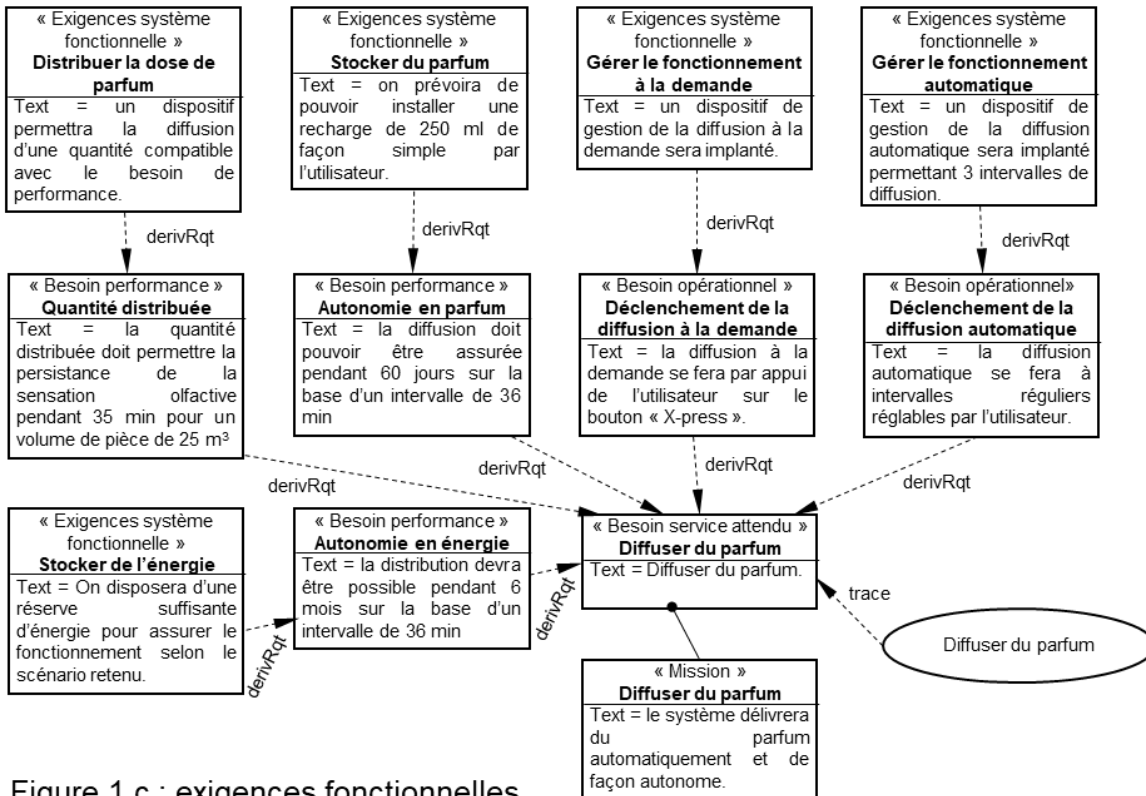 « Exigences système
fonctionnelle »
Distribuer la dose de
parfum
Text = un dispositif
permettra la diffusion
d’une quantité compatible
avec le besoin de
performance.
« Exigences système
fonctionnelle »
Stocker du parfum
Text = on prévoira de
pouvoir installer une
recharge de 250 ml de
façon simple par
l’utilisateur.
« Exigences système
fonctionnelle »
Gérer le fonctionnement
à la demande
Text = un dispositif de
gestion de la diffusion à la
demande sera implanté.
« Exigences système
fonctionnelle »
Gérer le fonctionnement
automatique
Text = un dispositif de
gestion de la diffusion
automatique sera implanté
permettant 3 intervalles de
diffusion.
derivRqt
derivRqt
derivRqt
derivRqt
« Besoin performance »
Quantité distribuée
Text = la quantité
distribuée doit permettre la
persistance de la
sensation olfactive
pendant 35 min pour un
volume de pièce de 25 m³
« Besoin performance »
Autonomie en parfum
Text = la diffusion doit
pouvoir être assurée
pendant 60 jours sur la
base d’un intervalle de 36
min
« Besoin opérationnel »
Déclenchement de la
diffusion à la demande
Text = la diffusion à la
demande se fera par appui
de l’utilisateur sur le
bouton « X-press ».
« Besoin opérationnel»
Déclenchement de la
diffusion automatique
Text = la diffusion
automatique se fera à
intervalles réguliers
réglables par l’utilisateur.
derivRqt
derivRqt
derivRqt
derivRqt
« Exigences système
fonctionnelle »
Stocker de l’énergie
Text = On disposera d’une
réserve suffisante
d’énergie pour assurer le
fonctionnement selon le
scénario retenu.
derivRqt
« Besoin performance »
Autonomie en énergie
Text = la distribution devra
être possible pendant 6
mois sur la base d’un
intervalle de 36 min
derivRqt
« Besoin service attendu »
Diffuser du parfum
Text = Diffuser du parfum.
trace
Diffuser du parfum
« Mission »
Diffuser du parfum
Text = le système délivrera
du parfum
automatiquement et de
façon autonome.
Figure 1.c : exigences fonctionnelles